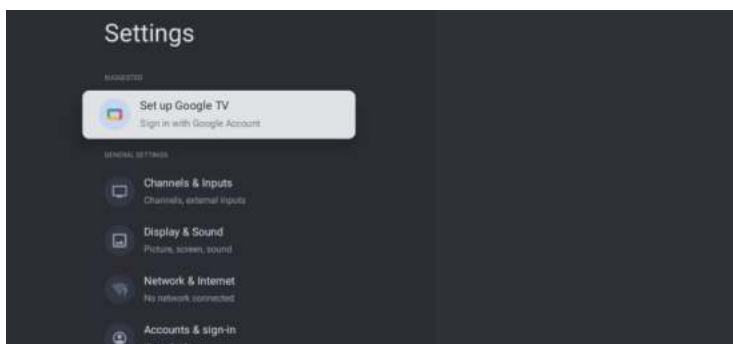 Settings
SUGGESTED
Set up Google TV
Sign in with Google Account
GENERAL SETTINGS
Channels & Inputs
Channels, external inputs
Display & Sound
Picture, screen, sound
Network & Internet
No network connected
Accounts & sign-in